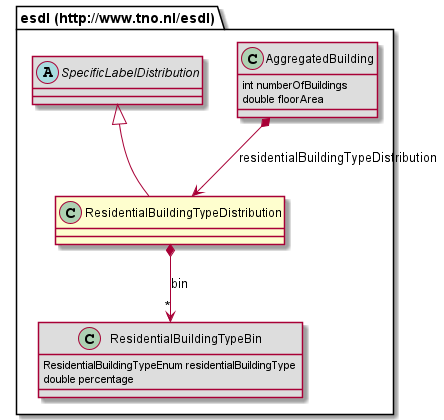 esdl (http://www.tno.nl/esdl)
A SpecificLabelDistribution
C AggregatedBuilding
int numberOfBuildings
double floorArea
residentialBuildingTypeDistribution
C ResidentialBuildingTypeDistribution
bin
*
C ResidentialBuildingTypeBin
ResidentialBuildingTypeEnum residentialBuildingType
double percentage